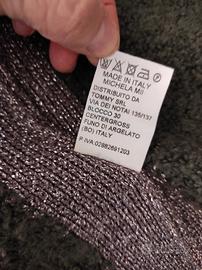 MADE IN ITALY
MICHELA MII
DISTRIBUITO DA
TOMMY SRL
VIA DEI NOTAI 135/137
BLOCCO 30
CENTERGROSS
FUNO DI ARGELATO
(BO) ITALY
P. IVA:02882691203